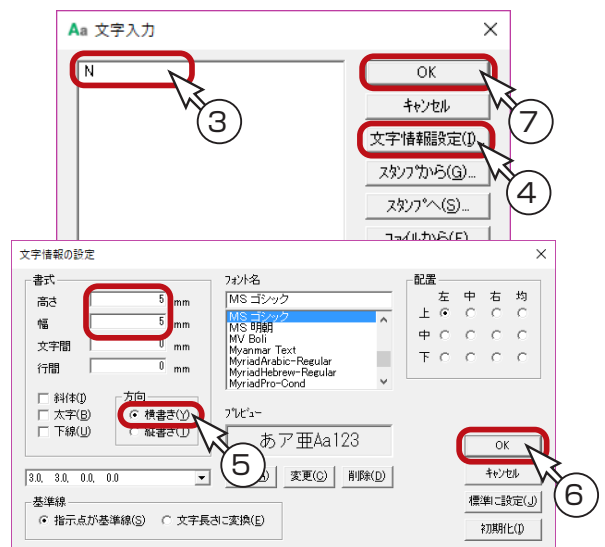 Aa 文字入力
N
③
OK
⑦
キャンセル
文字情報設定(I)
④
スタンプから(G)...
スタンプへ(S)...
ファイルから(F)
文字情報の設定
書式
高さ 5 mm
幅 5 mm
文字間 0 mm
行間 0 mm
斜体(I)
太字(B)
下線(U)
方向
横書き(Y)
縦書き(T)
⑤
3.0, 3.0, 0.0, 0.0
基準線
指示点が基準線(S) 文字長さに変換(E)
フォント名
MS ゴシック
MS ゴシック
MS 明朝
MV Boli
Myanmar Text
MyriadArabic-Regular
MyriadHebrew-Regular
MyriadPro-Cond
プレビュー
あア亜Aa123
変更(C) 削除(D)
配置
左 中 右 均
上
中
下
OK
⑥
キャンセル
標準に設定(J)
初期化(I)